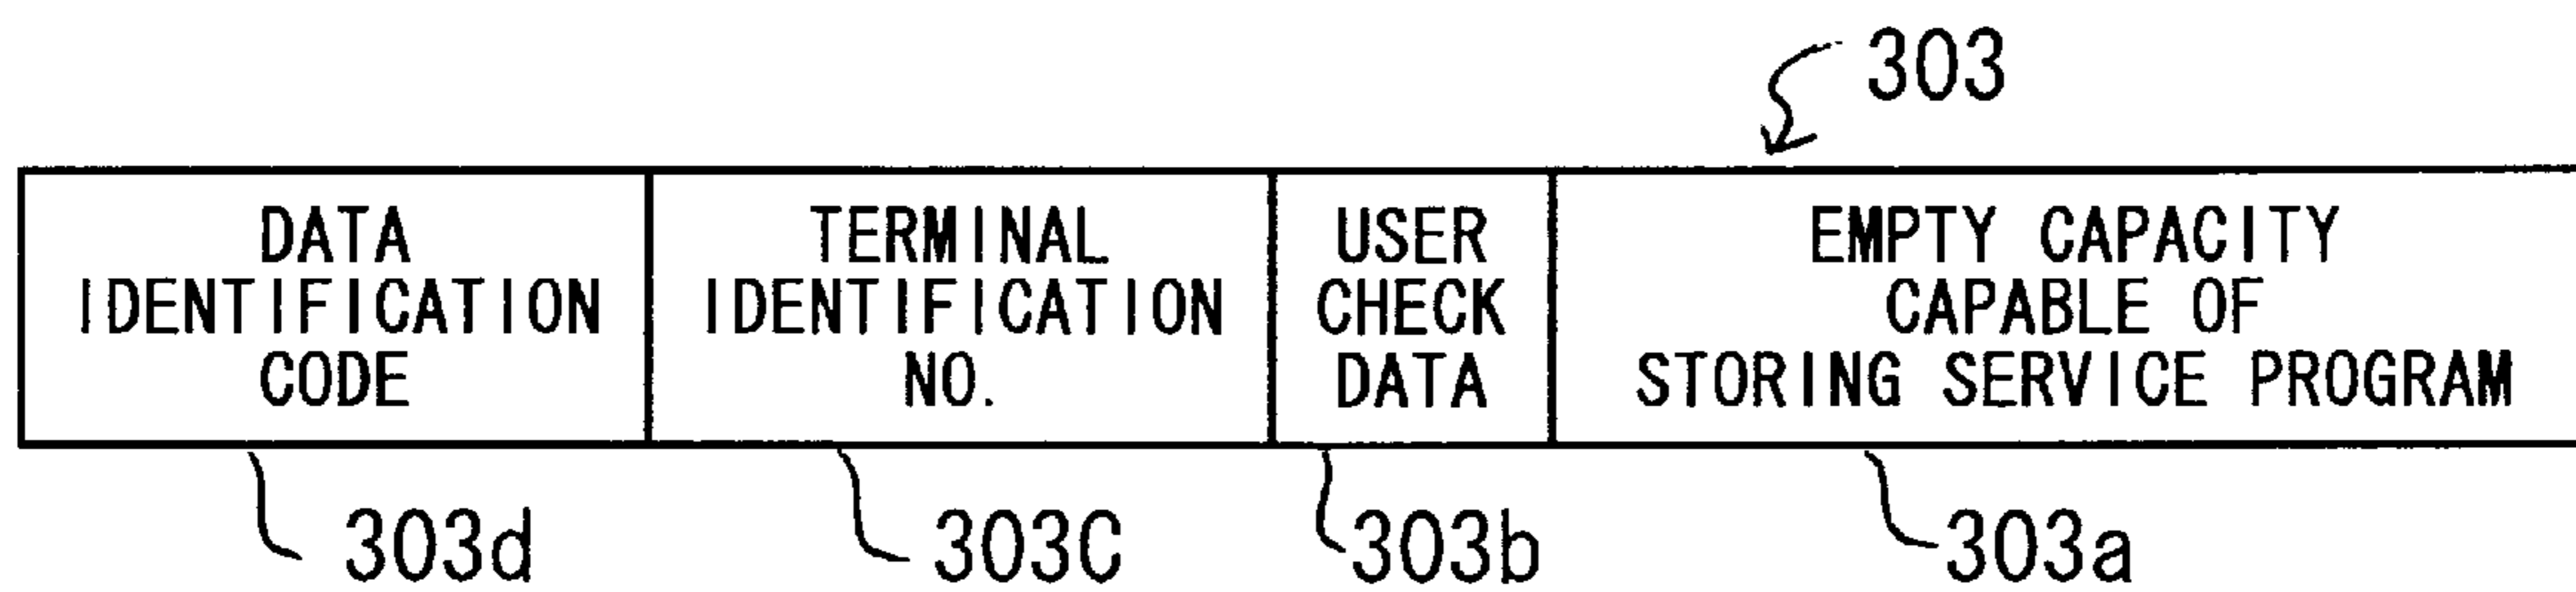 303
DATA
IDENTIFICATION
CODE
TERMINAL
IDENTIFICATION
NO.
USER
CHECK
DATA
EMPTY CAPACITY
CAPABLE OF
STORING SERVICE PROGRAM
303d
303C
303b
303a